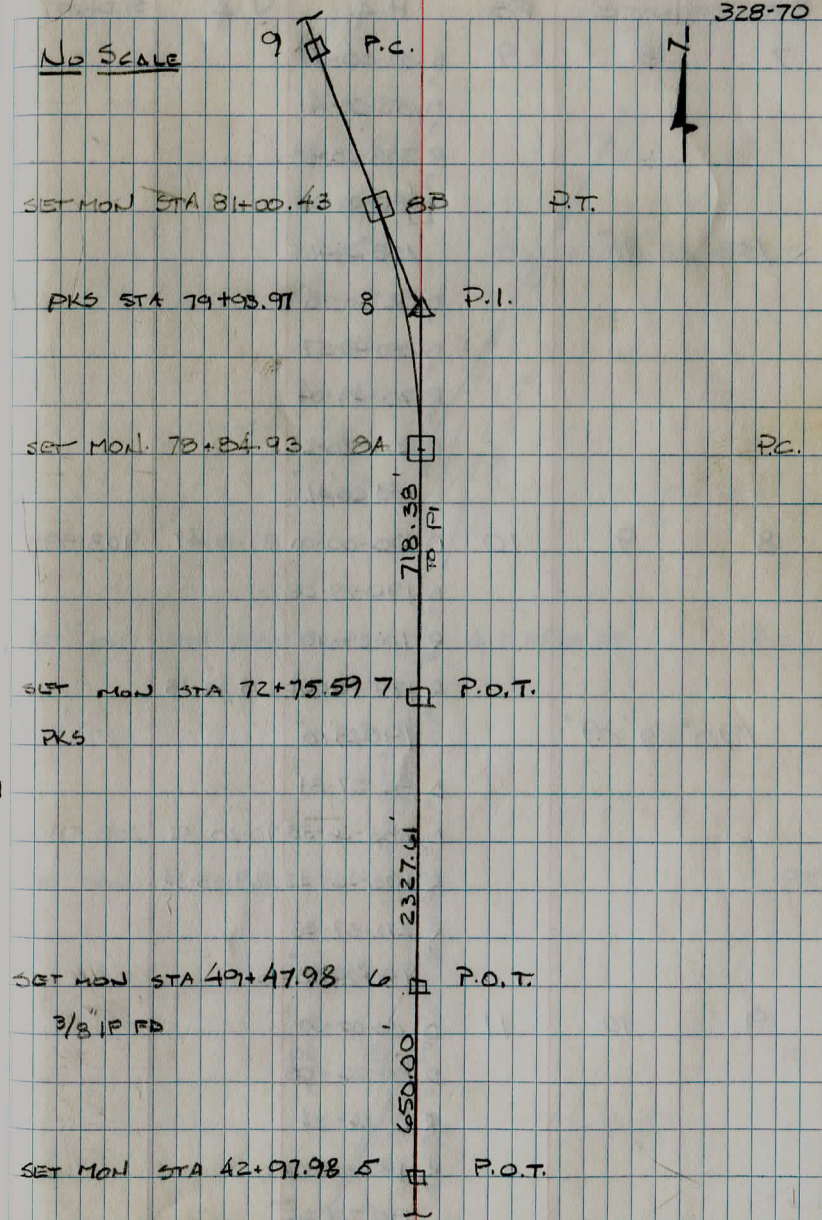 328-70
NO SCALE
9 P.C.
N
SET MON STA 81+00.43 8B P.T.
PKS STA 79+93.97 8 P.I.
SET MON. 78+84.93 8A P.C.
718.38' TO PI
SET MON STA 72+75.59 7 P.O.T.
PKS
2327.61'
SET MON STA 49+47.98 6 P.O.T.
3/8" IP FD
650.00
SET MON STA 42+97.98 5 P.O.T.